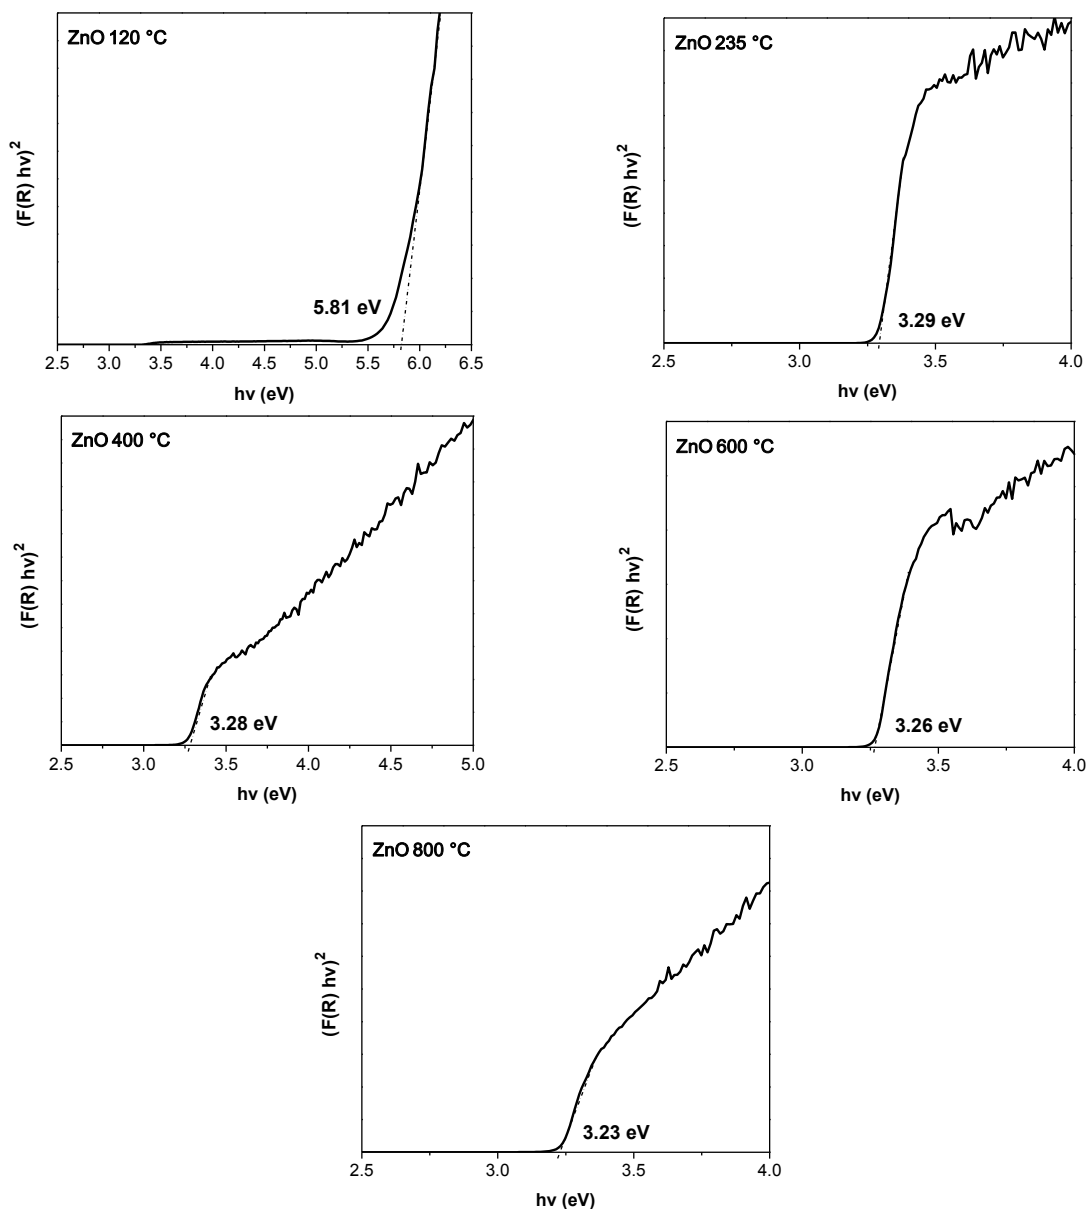 ZnO 120 °C
(F(R) hν)²
5.81 eV
2.5 3.0 3.5 4.0 4.5 5.0 5.5 6.0 6.5
hν (eV)
ZnO 235 °C
(F(R) hν)²
3.29 eV
2.5 3.0 3.5 4.0
hν (eV)
ZnO 400 °C
(F(R) hν)²
3.28 eV
2.5 3.0 3.5 4.0 4.5 5.0
hν (eV)
ZnO 600 °C
(F(R) hν)²
3.26 eV
2.5 3.0 3.5 4.0
hν (eV)
ZnO 800 °C
(F(R) hν)²
3.23 eV
2.5 3.0 3.5 4.0
hν (eV)